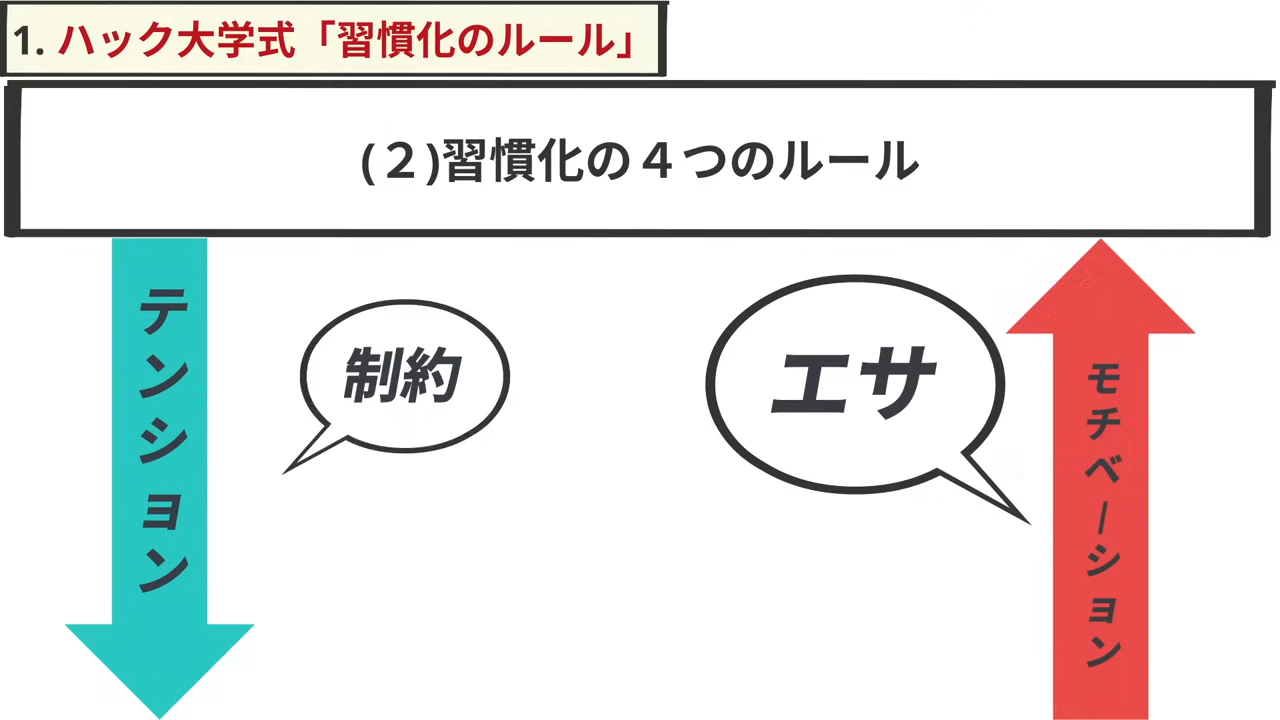 1. ハック大学式「習慣化のルール」
(２)習慣化の４つのルール
テンション
制約
エサ
モチベーション